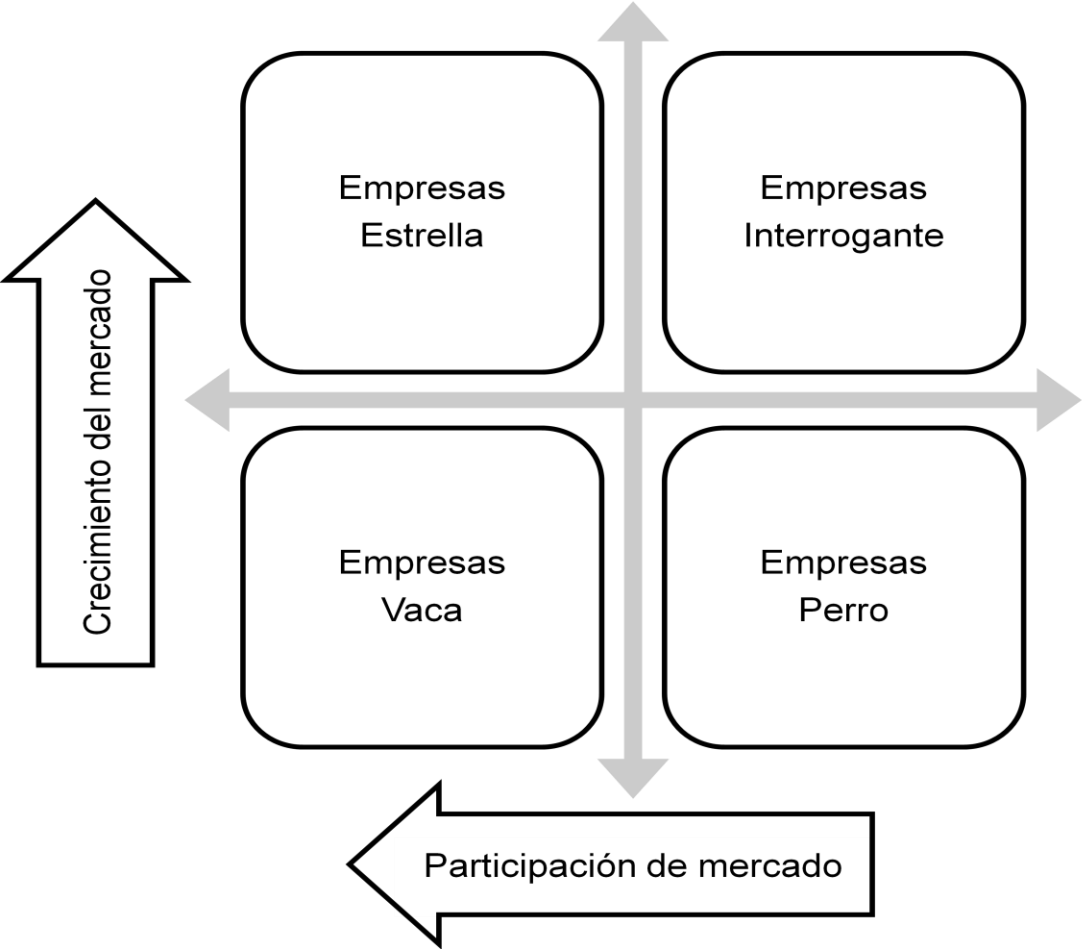 Empresas
Estrella
Empresas
Interrogante
Crecimiento del mercado
Empresas
Vaca
Empresas
Perro
Participación de mercado